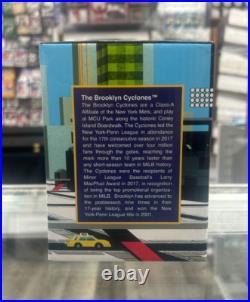 The Brooklyn Cyclones™
The Brooklyn Cyclones are a Class-A
Affiliate of the New York Mets, and play
at MCU Park along the historic Coney
Island Boardwalk. The Cyclones led the
New York-Penn League in attendance
for the 17th consecutive season in 2017
and have welcomed over four million
fans through the gates, reaching the
mark more than 10 years faster than
any short-season team in MiLB history.
The Cyclones were the recipients of
Minor League Baseball's Larry
MacPhail Award in 2017, in recognition
of being the top promotional organiza-
tion in MiLB. Brooklyn has advanced to
the postseason nine times in their
17-year history, and won the New
York-Penn League title in 2001.